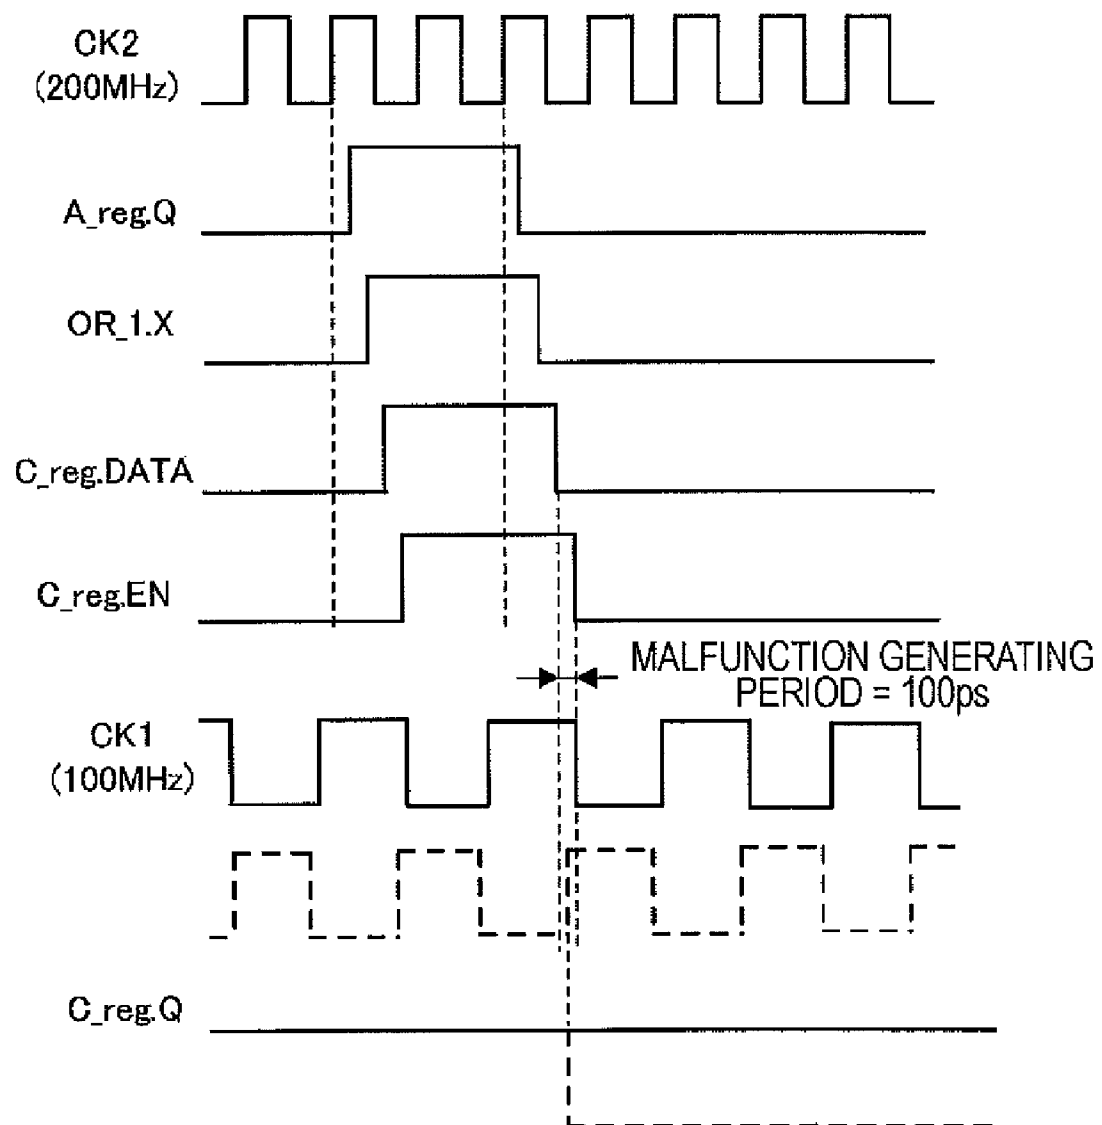 CK2
(200MHz)
A_reg.Q
OR_1.X
C_reg.DATA
C_reg.EN
MALFUNCTION GENERATING
PERIOD = 100ps
CK1
(100MHz)
C_reg.Q